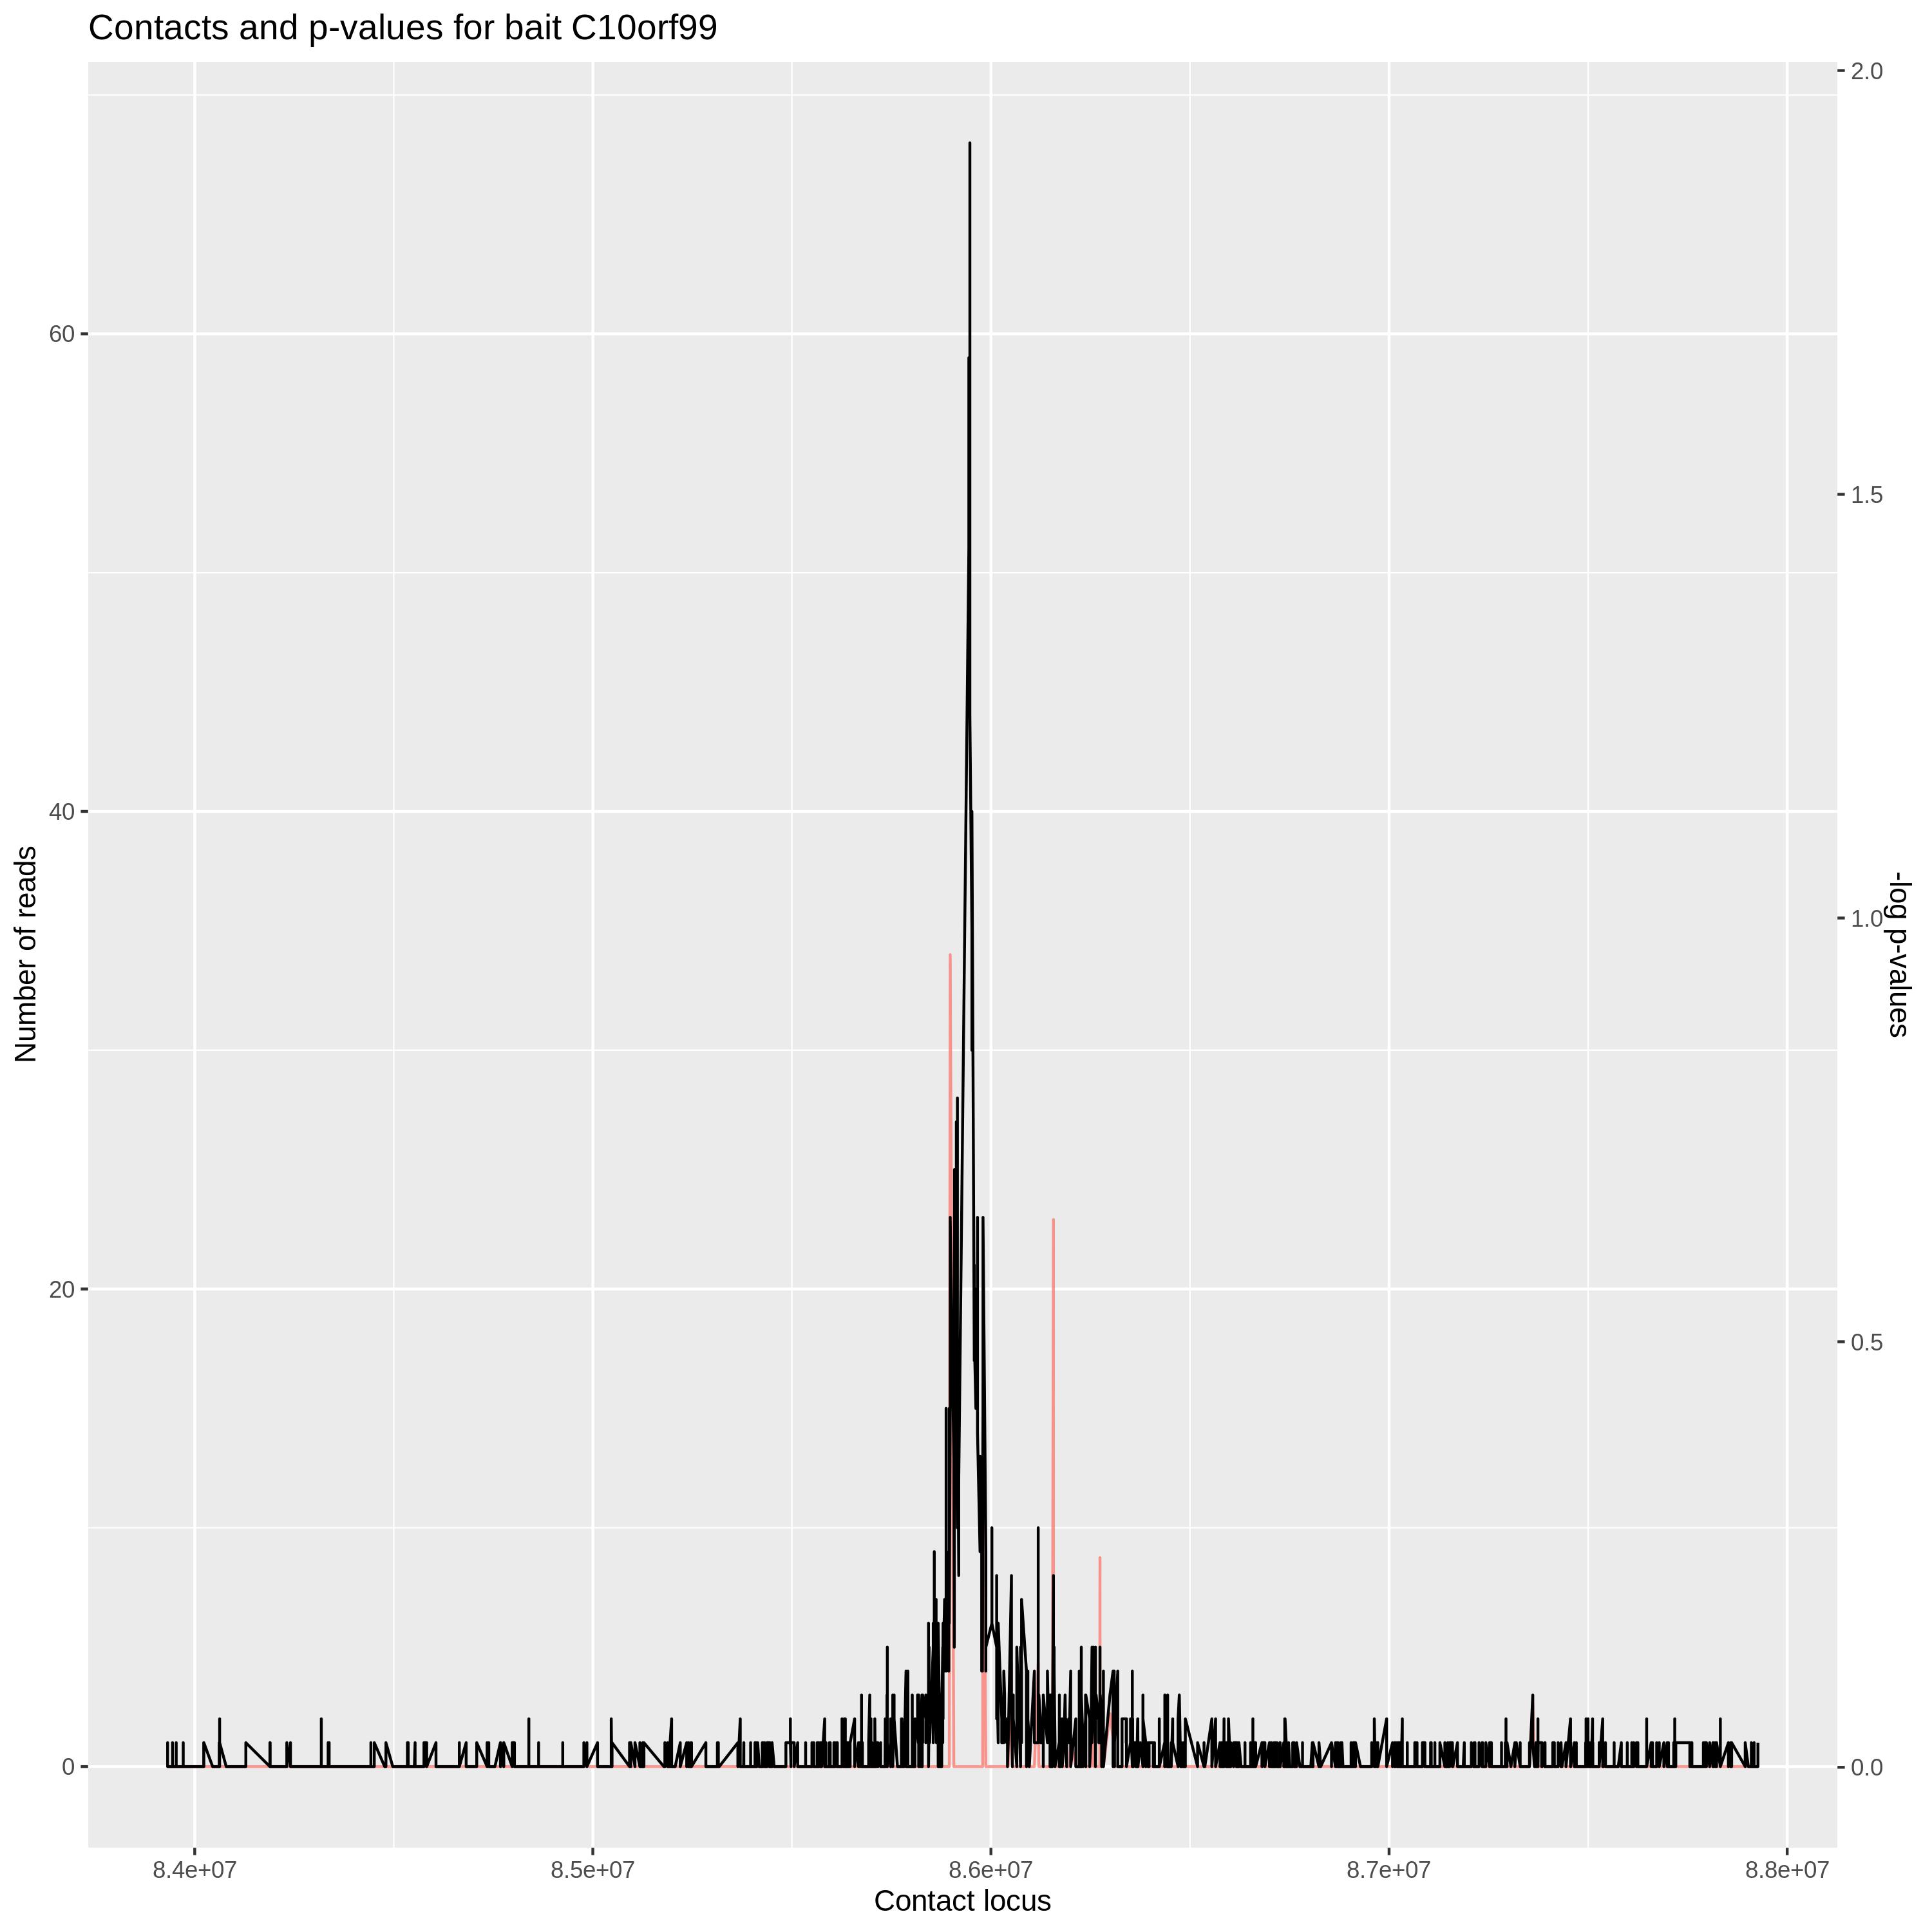 Contacts and p-values for bait C10orf99
Number of reads
60
40
20
0
2.0
1.5
1.0
0.5
0.0
-log p-values
8.4e+07 8.5e+07 8.6e+07 8.7e+07 8.8e+07
Contact locus